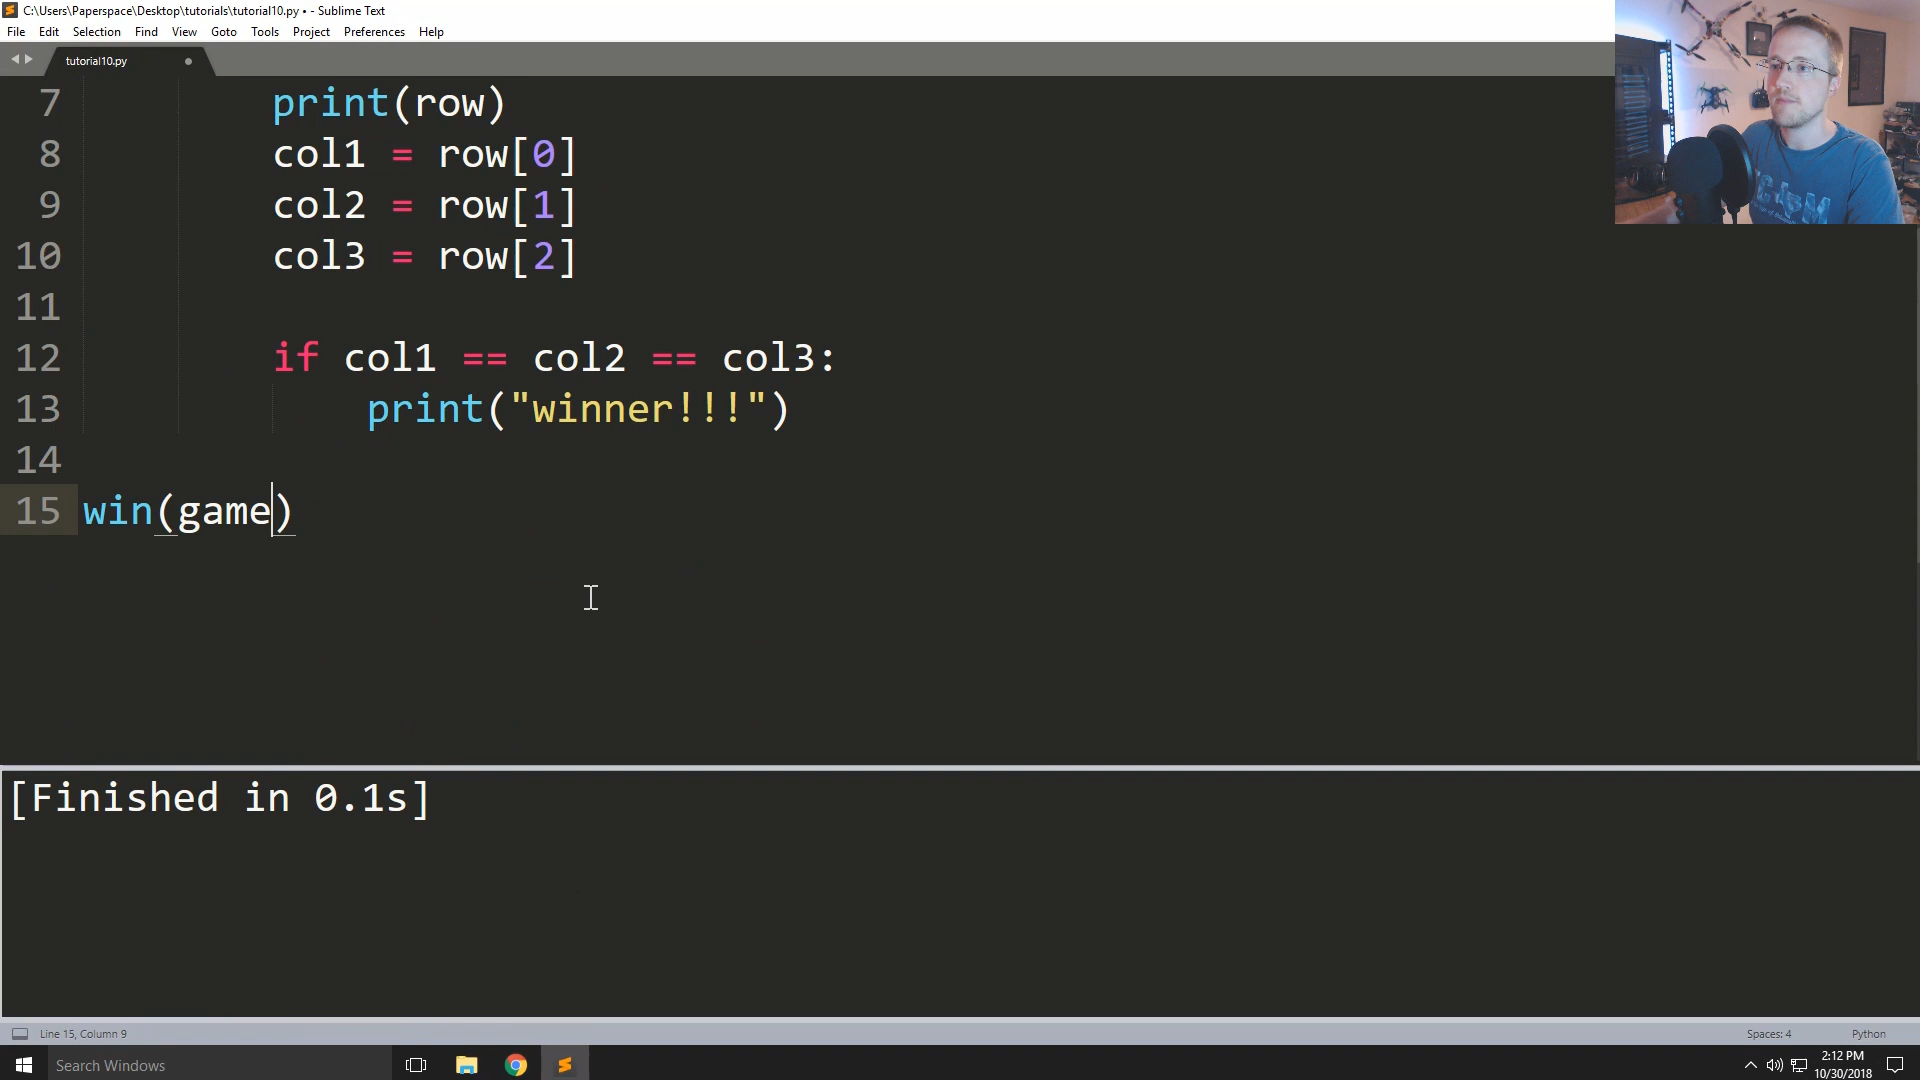 C:\Users\Paperspace\Desktop\tutorials\tutorial10.py • - Sublime Text
File Edit Selection Find View Goto Tools Project Preferences Help
tutorial10.py
7 print(row)
8 col1 = row[0]
9 col2 = row[1]
10 col3 = row[2]
11
12 if col1 == col2 == col3:
13 print("winner!!!")
14
15 win(game)
[Finished in 0.1s]
Line 15, Column 9
Spaces: 4
Python
Search Windows
2:12 PM
10/30/2018